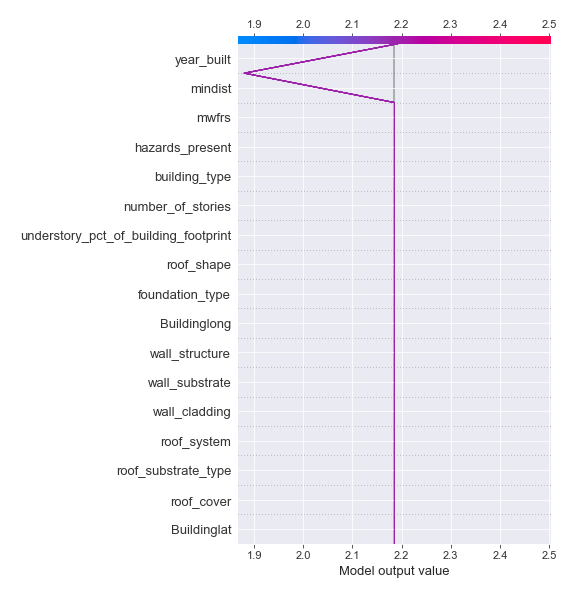 1.9 2.0 2.1 2.2 2.3 2.4 2.5
year_built
mindist
mwfrs
hazards_present
building_type
number_of_stories
understory_pct_of_building_footprint
roof_shape
foundation_type
Buildinglong
wall_structure
wall_substrate
wall_cladding
roof_system
roof_substrate_type
roof_cover
Buildinglat
1.9 2.0 2.1 2.2 2.3 2.4 2.5
Model output value